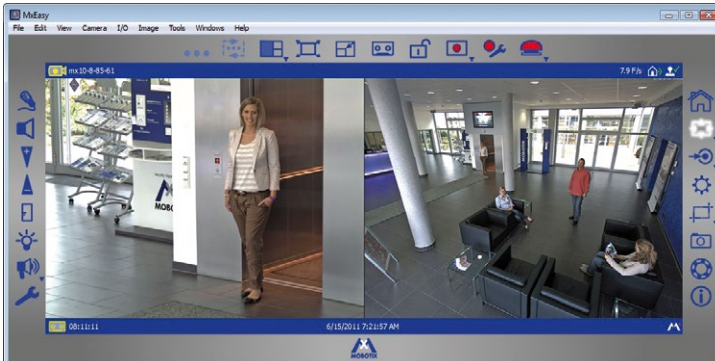 MxEasy
File Edit View Camera I/O Image Tools Windows Help
mx10-8-85-61 7.9 F/s
MOBOTIX
08:11:11 6/15/2011 7:21:57 AM
MOBOTIX